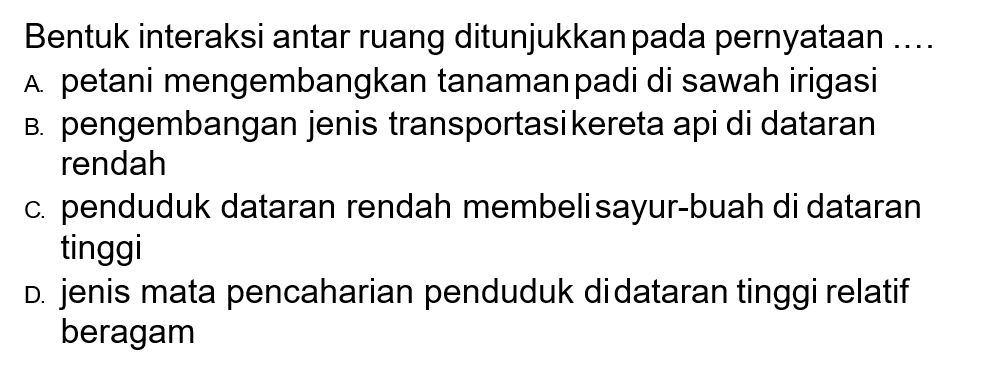 Bentuk interaksi antar ruang ditunjukkan pada pernyataan ....
A. petani mengembangkan tanaman padi di sawah irigasi
B. pengembangan jenis transportasi kereta api di dataran
rendah
C. penduduk dataran rendah membeli sayur-buah di dataran
tinggi
D. jenis mata pencaharian penduduk di dataran tinggi relatif
beragam